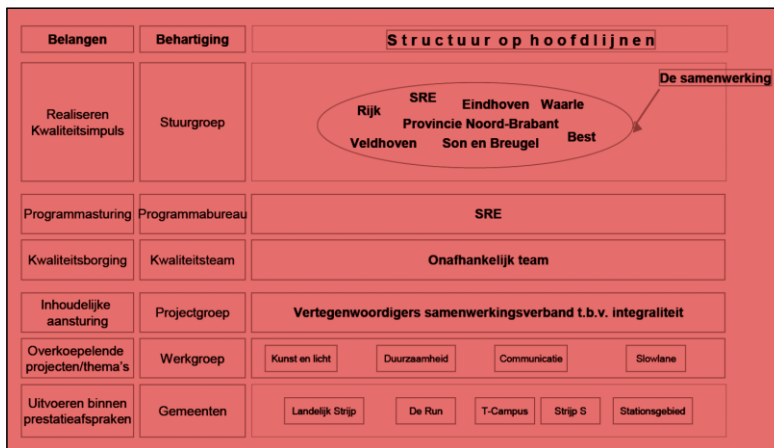 Belangen Behartiging Structuur op hoofdlijnen
De samenwerking
Realiseren
Kwaliteitsimpuls
Stuurgroep
SRE
Rijk Eindhoven Waarle
Provincie Noord-Brabant
Veldhoven Son en Breugel Best
Programmasturing Programmabureau SRE
Kwaliteitsborging Kwaliteitsteam Onafhankelijk team
Inhoudelijke
aansturing
Projectgroep Vertegenwoordigers samenwerkingsverband t.b.v. integraliteit
Overkoepelende
projecten/thema's
Werkgroep Kunst en licht Duurzaamheid Communicatie Slowlane
Uitvoeren binnen
prestatieafspraken
Gemeenten Landelijk Strijp De Run T-Campus Strijp S Stationsgebied